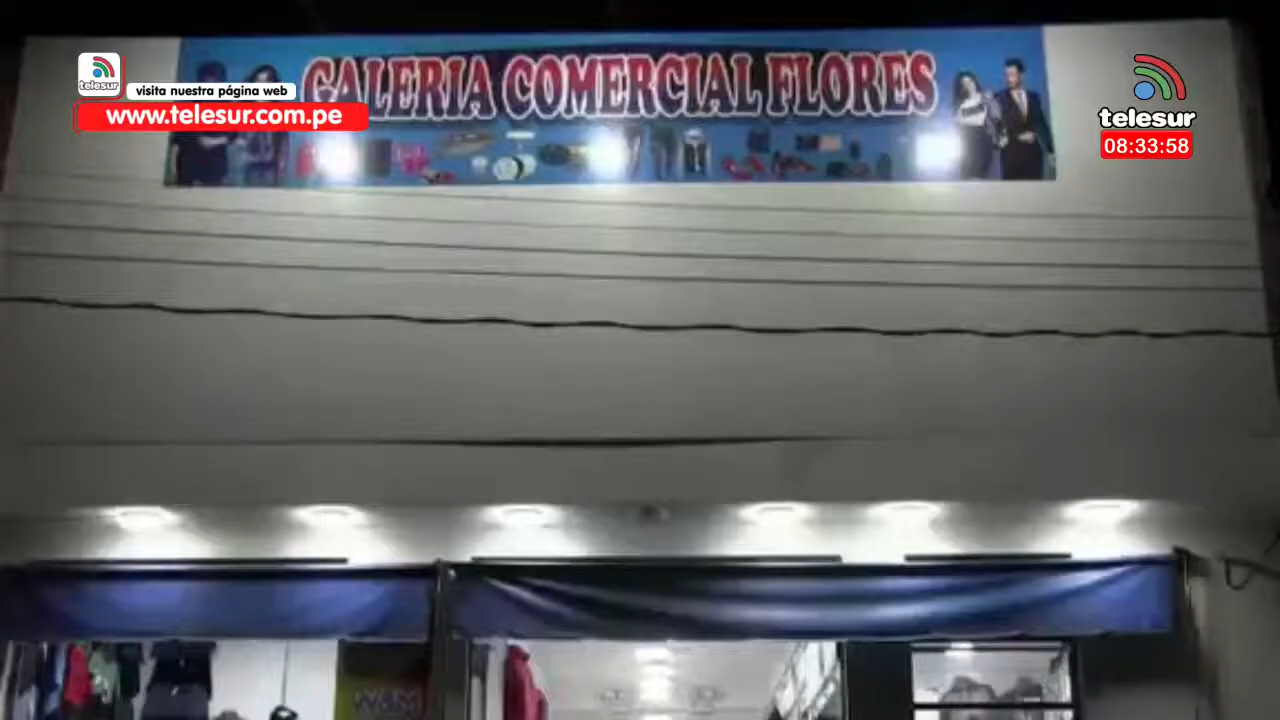 GALERIA COMERCIAL FLORES
telesur
visita nuestra página web
www.telesur.com.pe
telesur
08:33:58
W&M